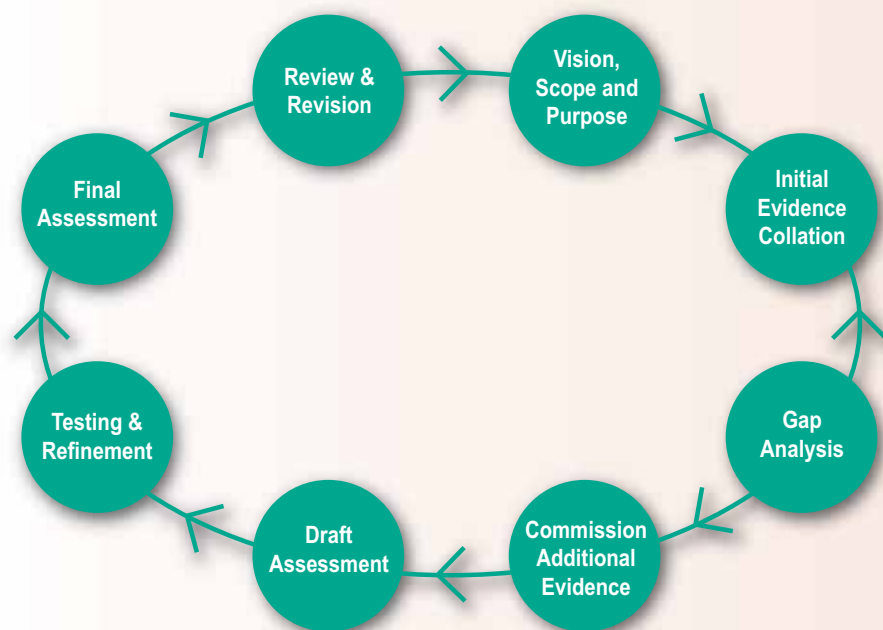 Review &
Revision
Vision,
Scope and
Purpose
Final
Assessment
Initial
Evidence
Collation
Testing &
Refinement
Gap
Analysis
Draft
Assessment
Commission
Additional
Evidence